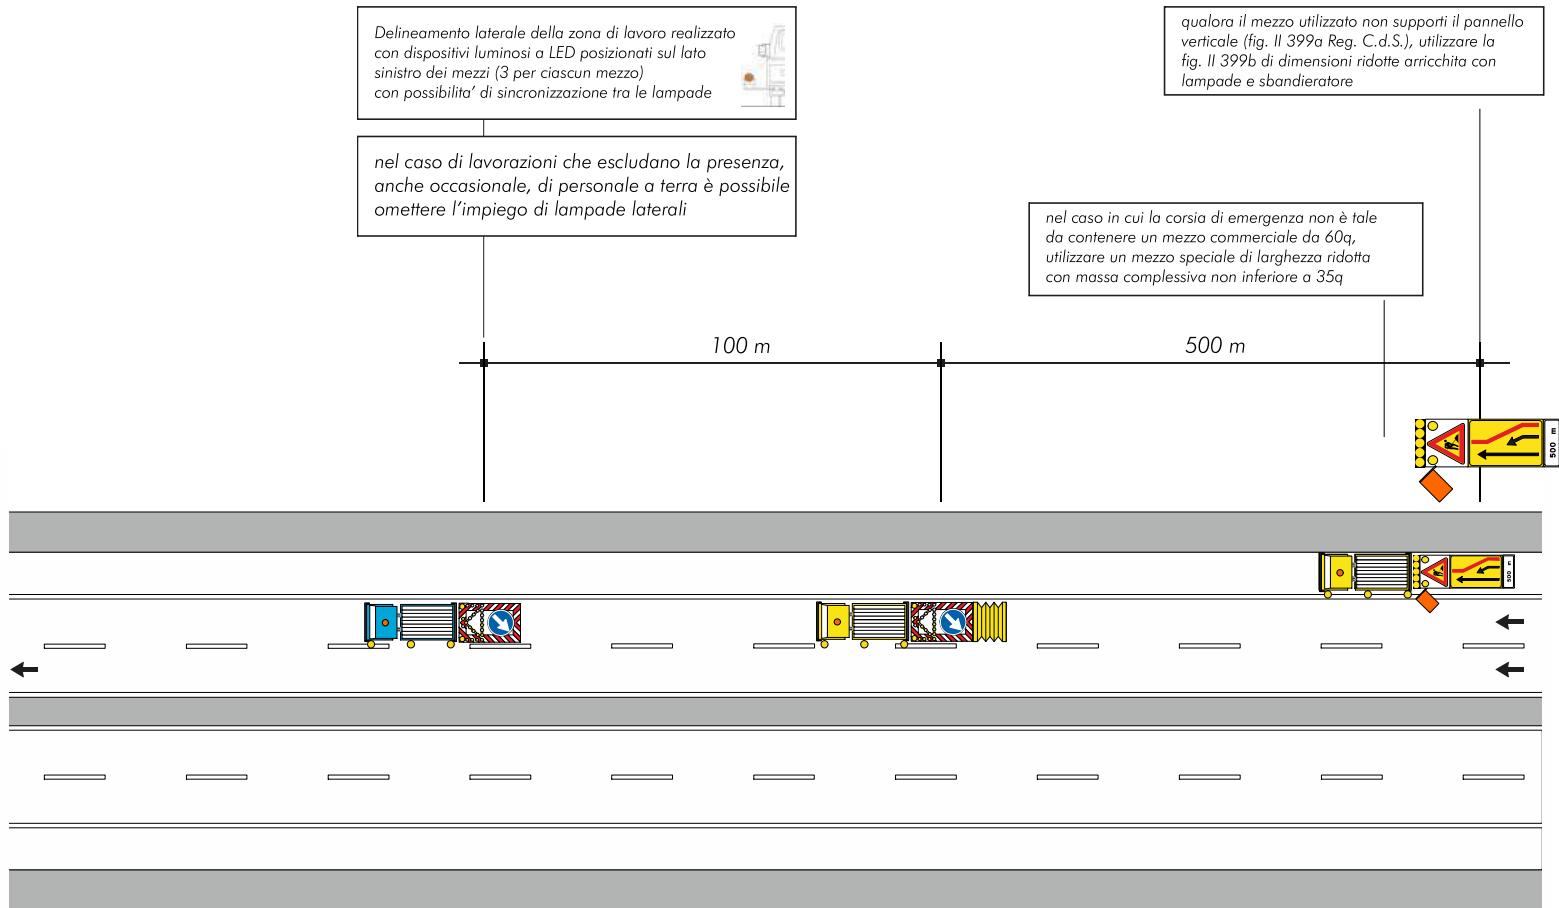 Delineamento laterale della zona di lavoro realizzato
con dispositivi luminosi a LED posizionati sul lato
sinistro dei mezzi (3 per ciascun mezzo)
con possibilita' di sincronizzazione tra le lampade
nel caso di lavorazioni che escludano la presenza,
anche occasionale, di personale a terra è possibile
omettere l'impiego di lampade laterali
qualora il mezzo utilizzato non supporti il pannello
verticale (fig. II 399a Reg. C.d.S.), utilizzare la
fig. II 399b di dimensioni ridotte arricchita con
lampade e sbandieratore
nel caso in cui la corsia di emergenza non è tale
da contenere un mezzo commerciale da 60q,
utilizzare un mezzo speciale di larghezza ridotta
con massa complessiva non inferiore a 35q
100 m
500 m
500 m
500 m